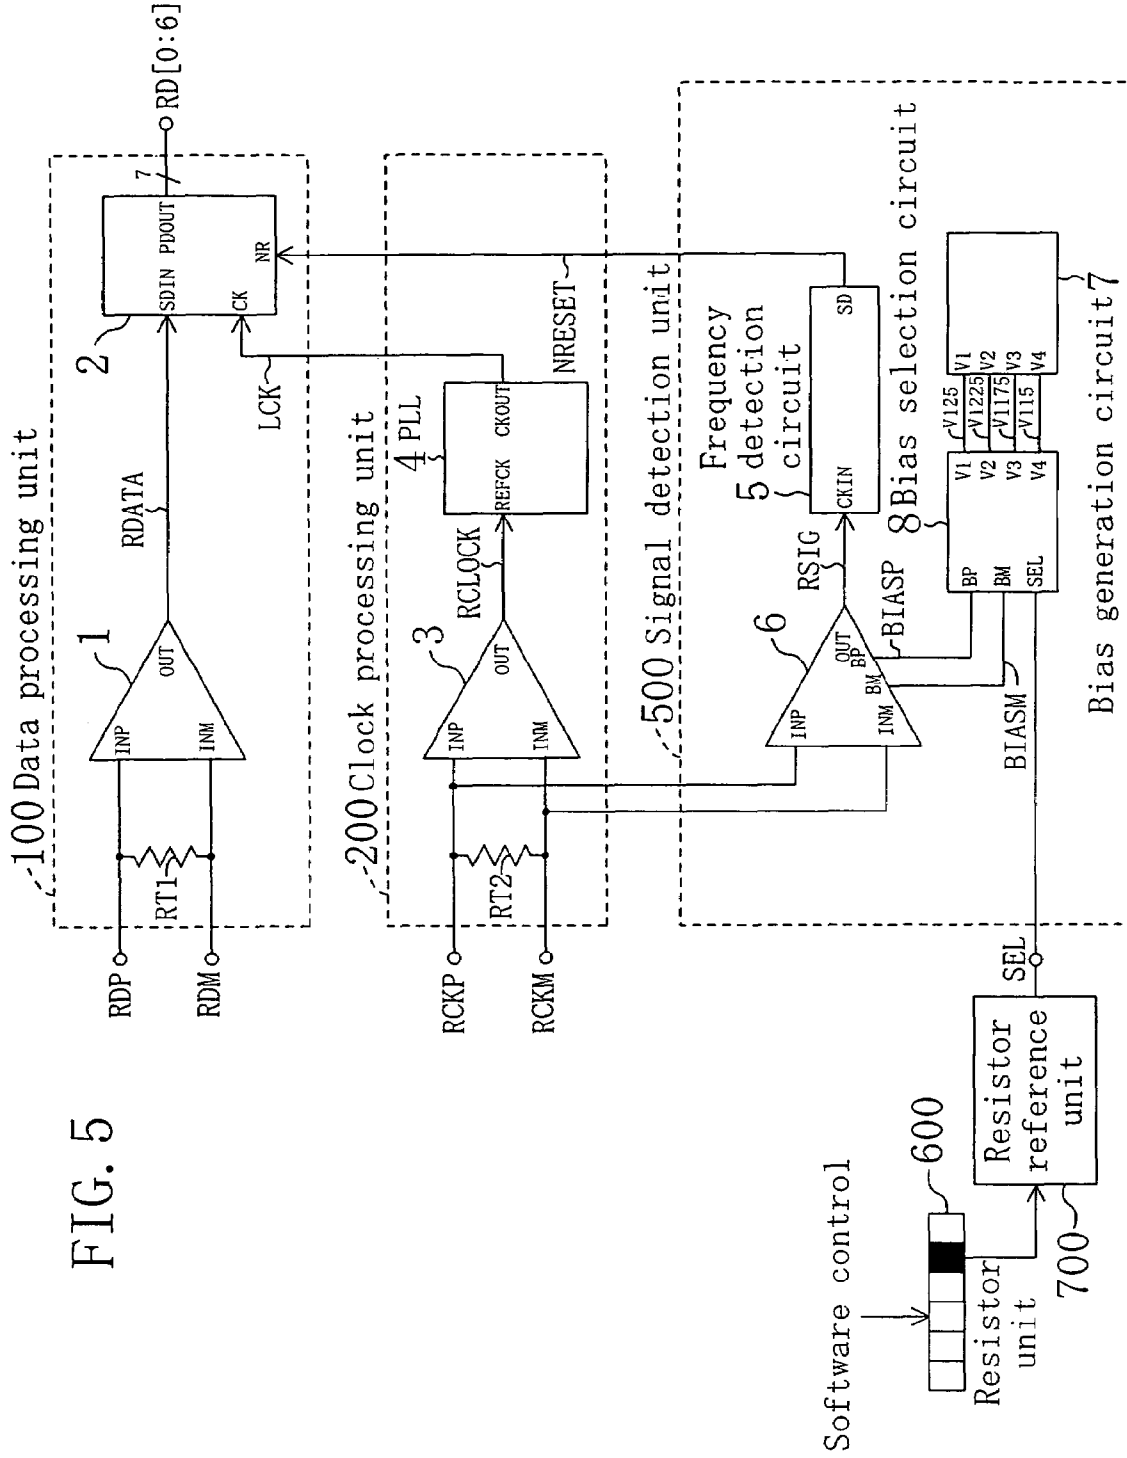 FIG. 5
100 Data processing unit
RDP
RDM
RT1
INP
INM
OUT
1
RDATA
2
SDIN PDOUT
CK
NR
7
RD[0:6]
LCK
200 Clock processing unit
RCKP
RCKM
RT2
INP
INM
OUT
3
RCLOCK
4 PLL
REFCK CKOUT
NRESET
500 Signal detection unit
INP
INM
OUT
BP
BM
6
RSIG
BIASP
BIASM
Frequency
5 detection
circuit
CKIN
SD
8 Bias selection circuit
BP
BM
SEL
V1
V2
V3
V4
V125
V1225
V1175
V115
V1
V2
V3
V4
Bias generation circuit 7
SEL
Resistor
reference
unit
700
Software control
600
Resistor
unit